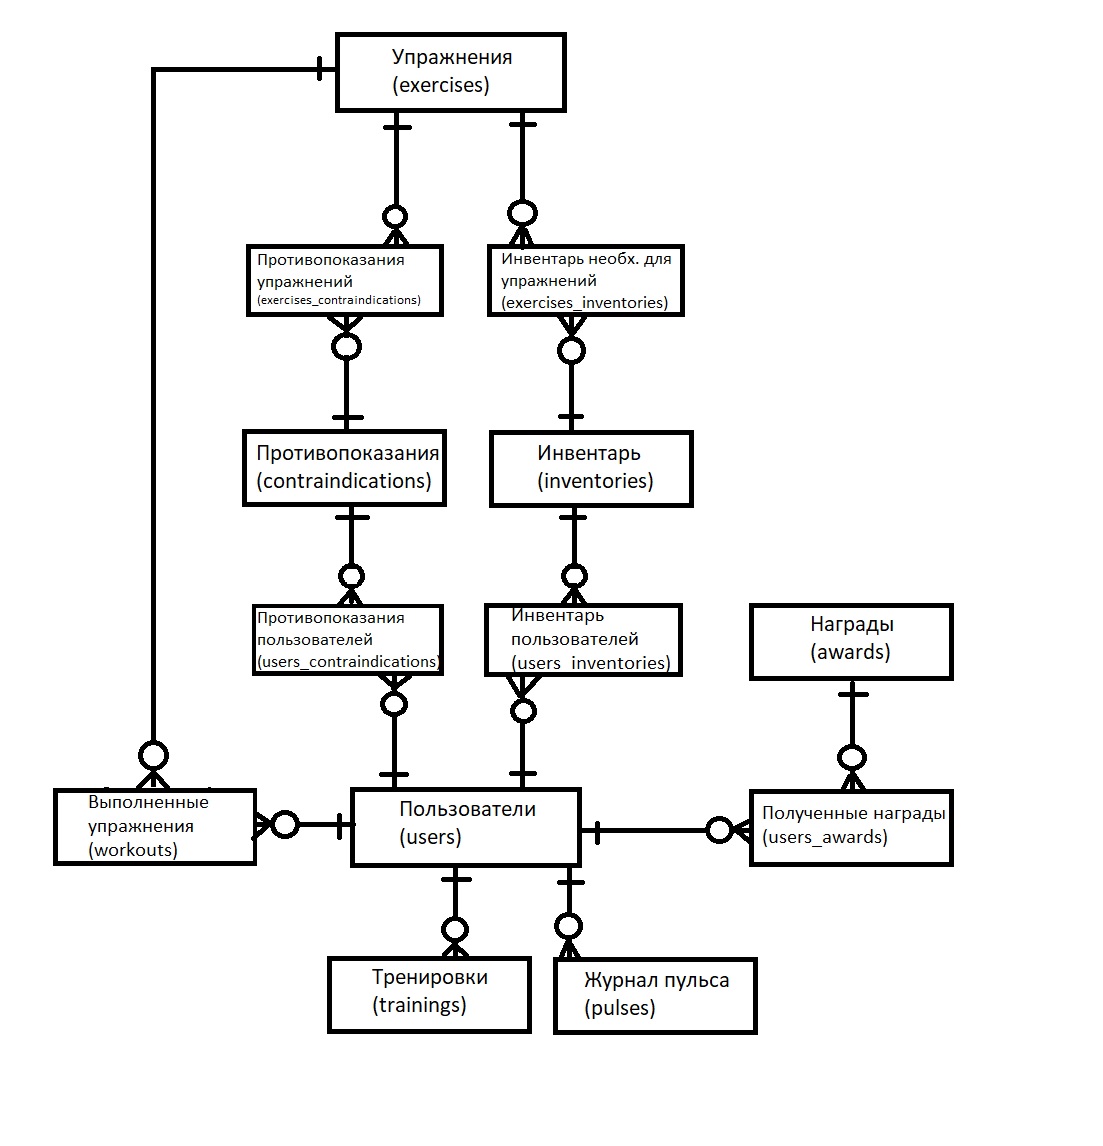 Упражнения
(exercises)
Противопоказания
упражнений
(exercises_contraindications)
Инвентарь необх. для
упражнений
(exercises_inventories)
Противопоказания
(contraindications)
Инвентарь
(inventories)
Противопоказания
пользователей
(users_contraindications)
Инвентарь
пользователей
(users_inventories)
Награды
(awards)
Выполненные
упражнения
(workouts)
Пользователи
(users)
Полученные награды
(users_awards)
Тренировки
(trainings)
Журнал пульса
(pulses)